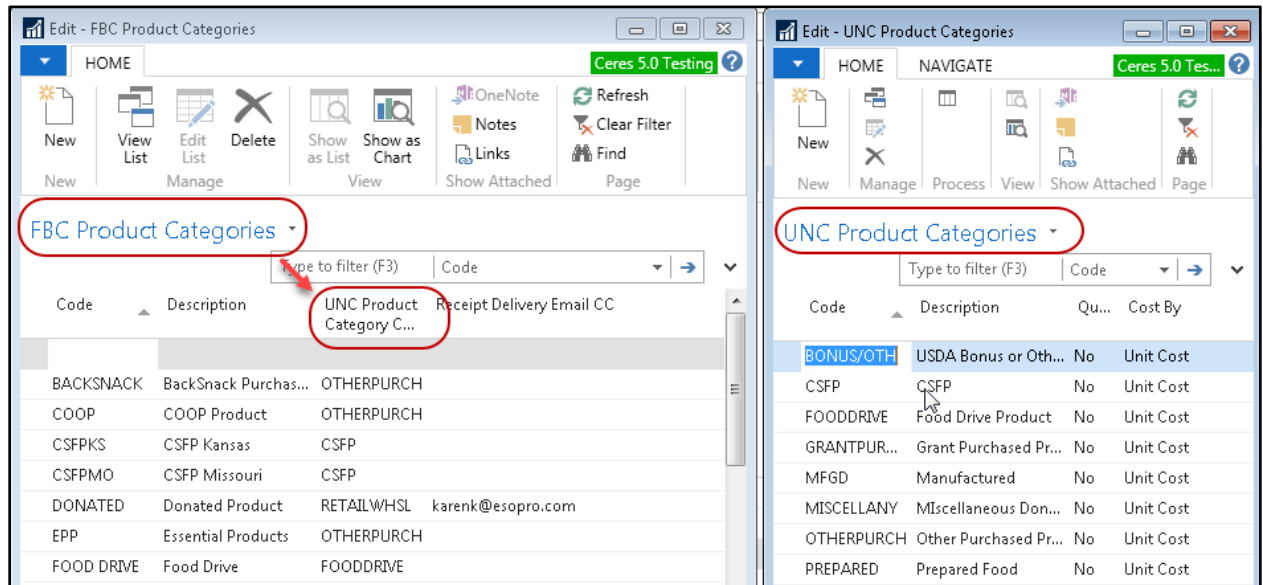 Edit - FBC Product Categories
HOME
Ceres 5.0 Testing
New
View List
Edit List
Delete
Show as List
Show as Chart
OneNote
Notes
Links
Refresh
Clear Filter
Find
New
Manage
View
Show Attached
Page
FBC Product Categories
Type to filter (F3)
Code
Code
Description
UNC Product Category C...
Receipt Delivery Email CC
BACKSNACK BackSnack Purchas... OTHERPURCH
COOP COOP Product OTHERPURCH
CSFPKS CSFP Kansas CSFP
CSFPMO CSFP Missouri CSFP
DONATED Donated Product RETAILWHSL karenk@esopro.com
EPP Essential Products OTHERPURCH
FOOD DRIVE Food Drive FOODDRIVE
Edit - UNC Product Categories
HOME NAVIGATE
Ceres 5.0 Tes...
New
New Manage Process View Show Attached Page
UNC Product Categories
Type to filter (F3) Code
Code Description Qu... Cost By
BONUS/OTH USDA Bonus or Oth... No Unit Cost
CSFP CSFP No Unit Cost
FOODDRIVE Food Drive Product No Unit Cost
GRANTPUR... Grant Purchased Pr... No Unit Cost
MFGD Manufactured No Unit Cost
MISCELLANY MIscellaneous Don... No Unit Cost
OTHERPURCH Other Purchased Pr... No Unit Cost
PREPARED Prepared Food No Unit Cost